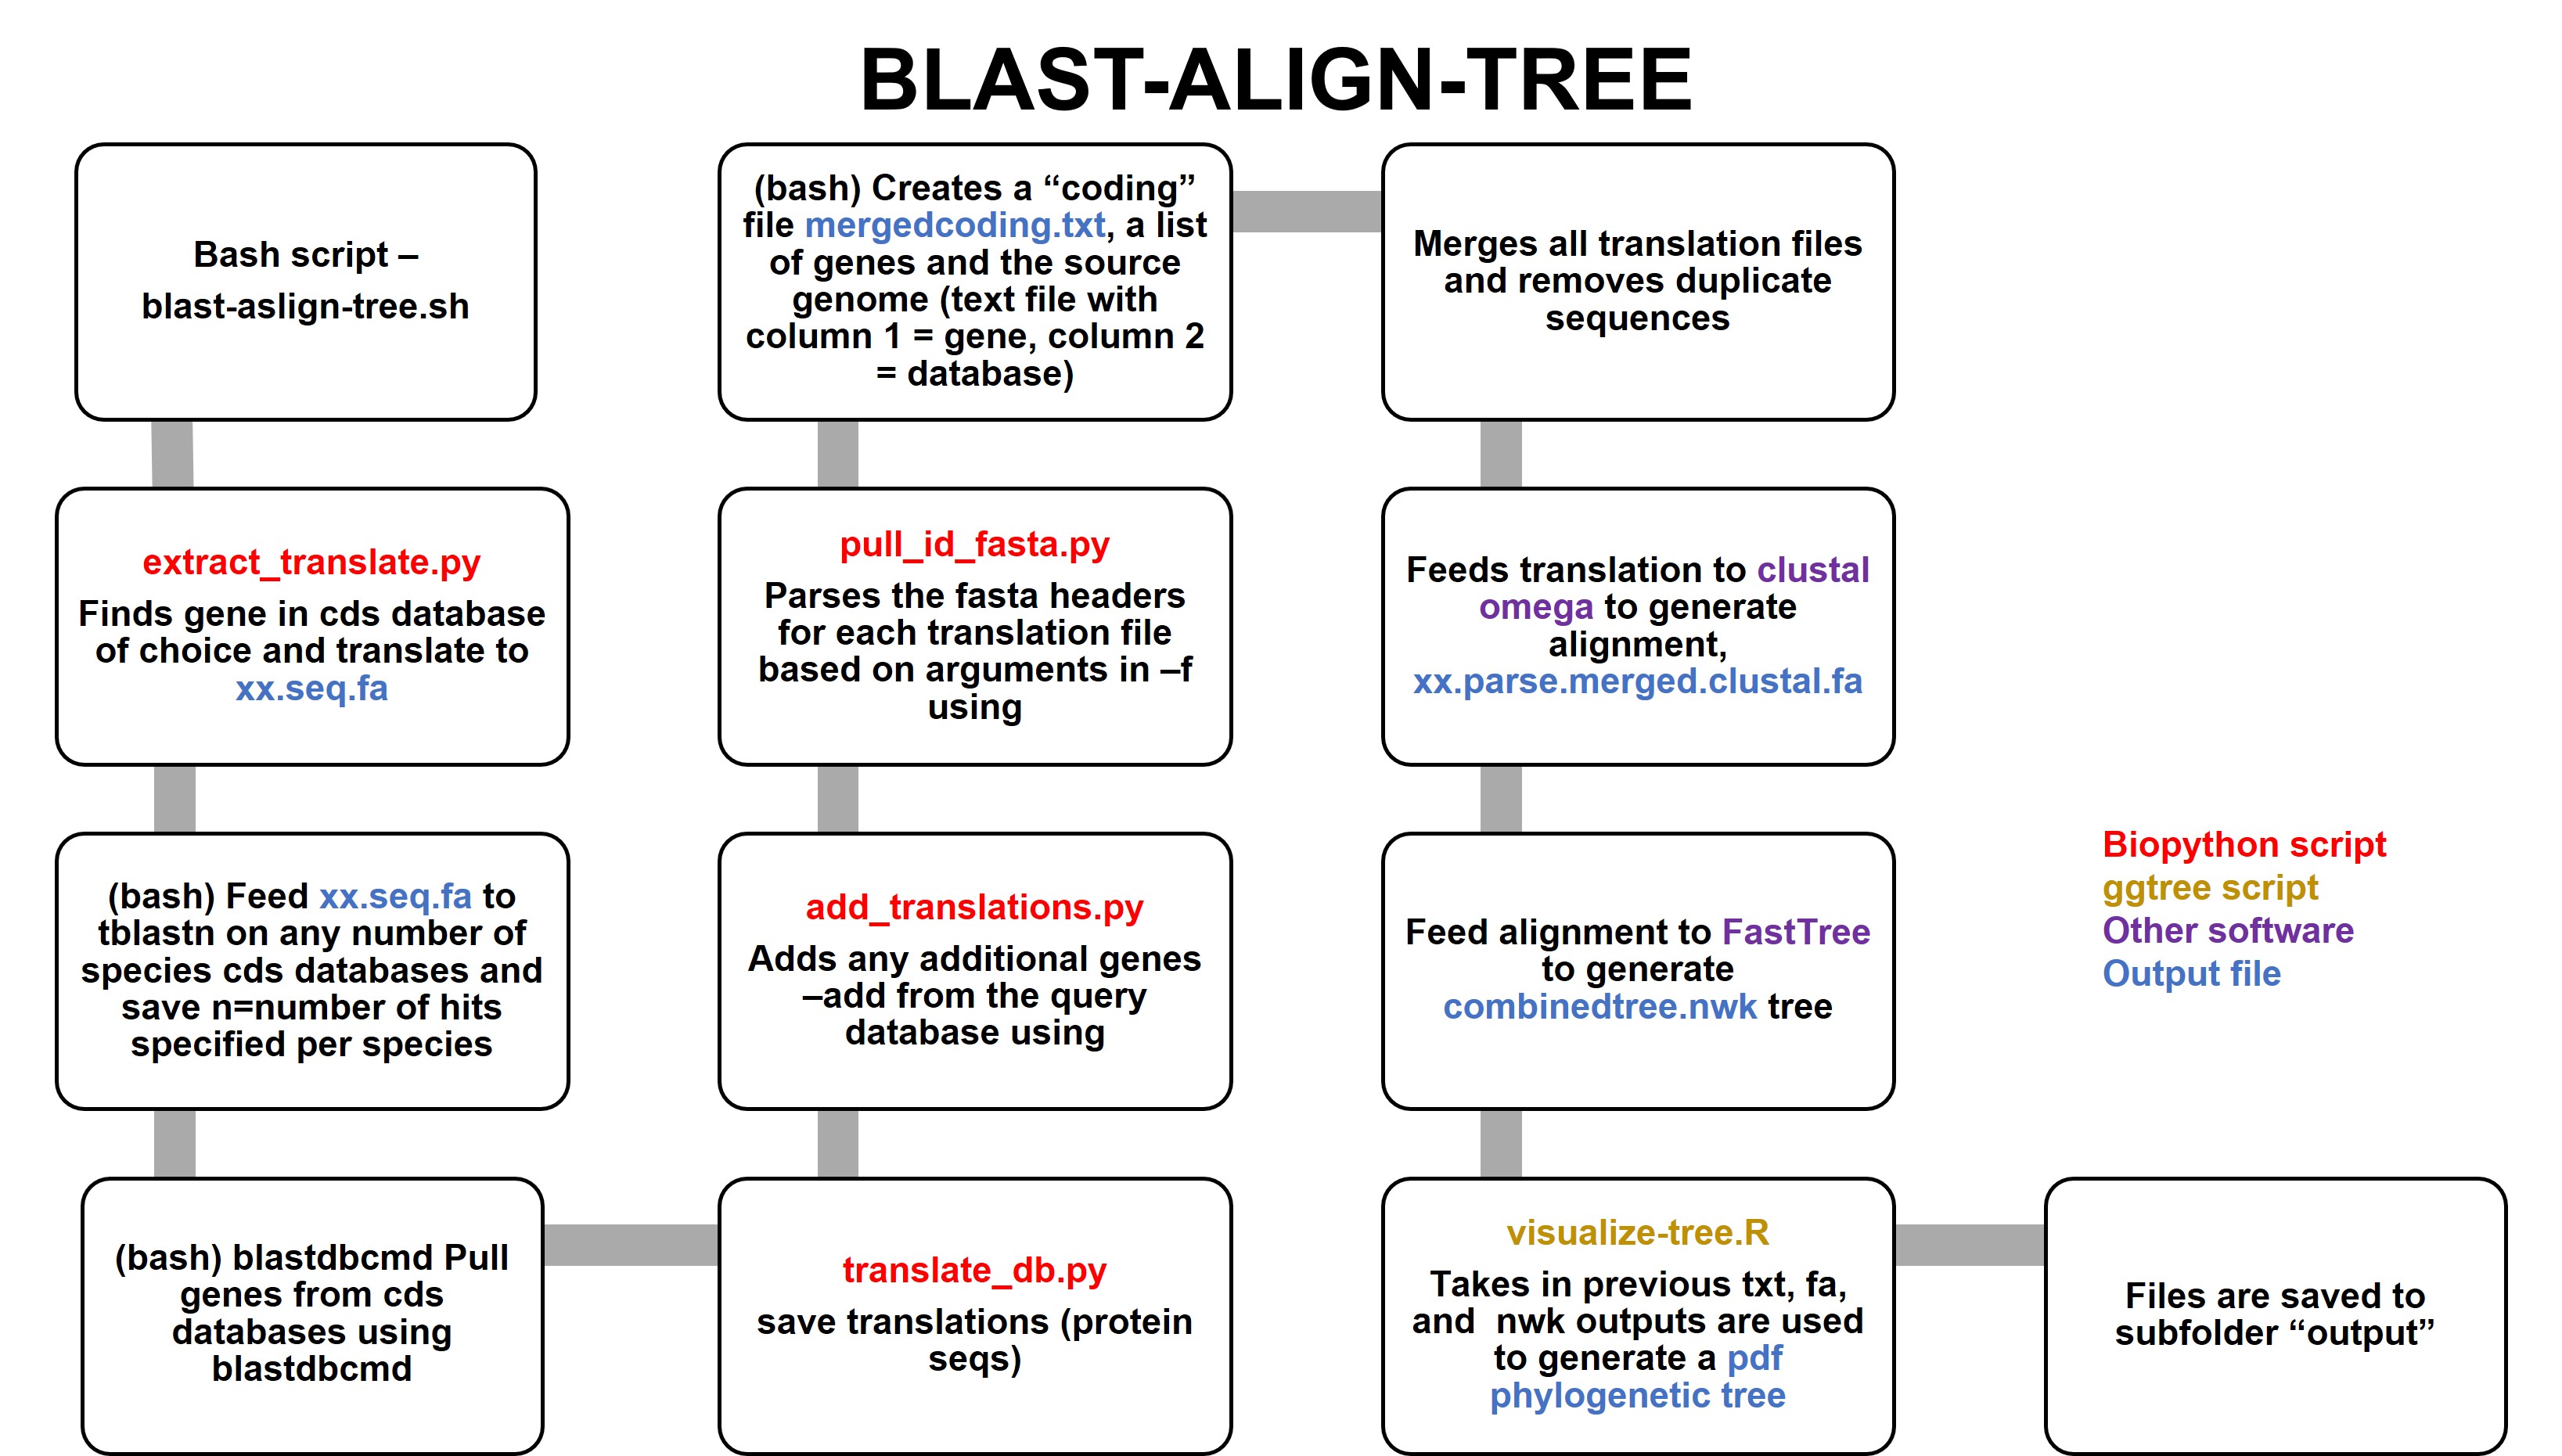 BLAST-ALIGN-TREE
Bash script –
blast-aslign-tree.sh
extract_translate.py
Finds gene in cds database
of choice and translate to
xx.seq.fa
(bash) Feed xx.seq.fa to
tblastn on any number of
species cds databases and
save n=number of hits
specified per species
(bash) blastdbcmd Pull
genes from cds
databases using
blastdbcmd
translate_db.py
save translations (protein
seqs)
add_translations.py
Adds any additional genes
–add from the query
database using
pull_id_fasta.py
Parses the fasta headers
for each translation file
based on arguments in –f
using
(bash) Creates a “coding”
file mergedcoding.txt, a list
of genes and the source
genome (text file with
column 1 = gene, column 2
= database)
Merges all translation files
and removes duplicate
sequences
Feeds translation to clustal
omega to generate
alignment,
xx.parse.merged.clustal.fa
Feed alignment to FastTree
to generate
combinedtree.nwk tree
visualize-tree.R
Takes in previous txt, fa,
and  nwk outputs are used
to generate a pdf
phylogenetic tree
Files are saved to
subfolder “output”
Biopython script
ggtree script
Other software
Output file